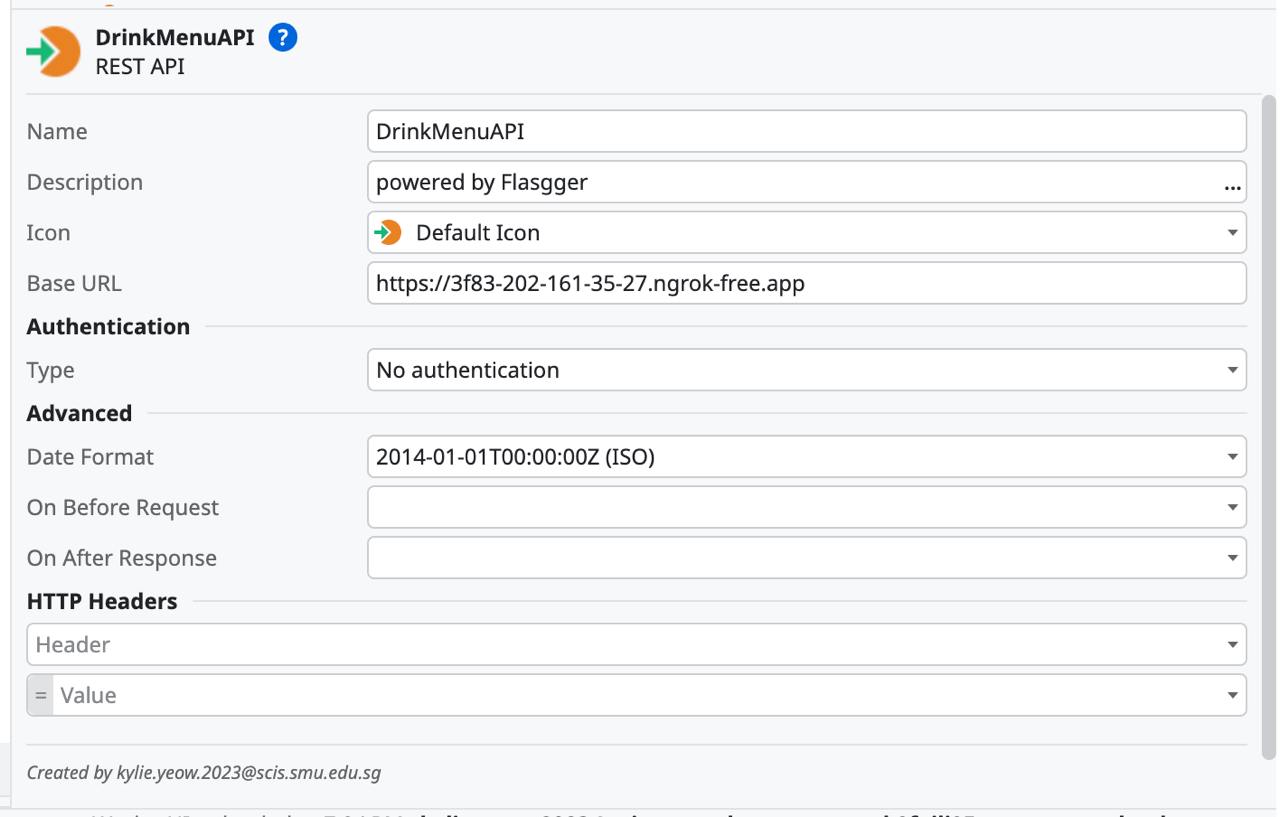 DrinkMenuAPI ?
REST API
Name DrinkMenuAPI
Description powered by Flasgger ...
Icon Default Icon
Base URL https://3f83-202-161-35-27.ngrok-free.app
Authentication
Type No authentication
Advanced
Date Format 2014-01-01T00:00:00Z (ISO)
On Before Request
On After Response
HTTP Headers
Header
= Value
Created by kylie.yeow.2023@scis.smu.edu.sg